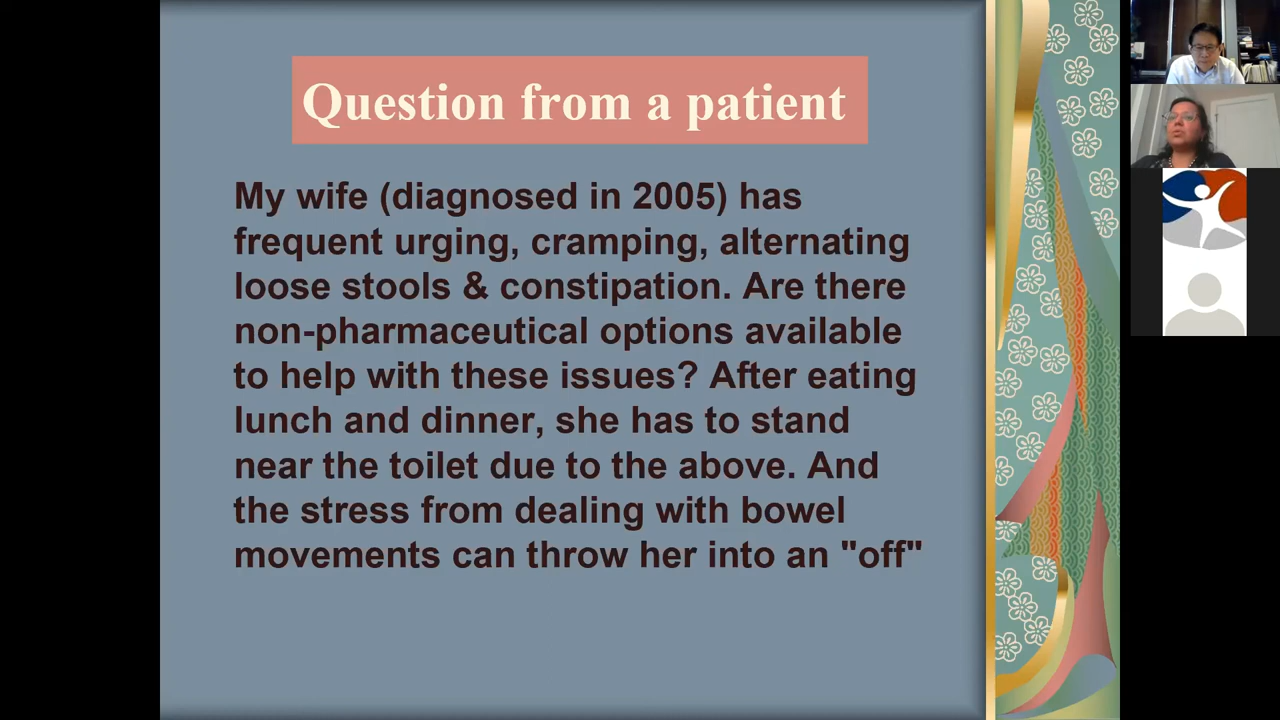 Question from a patient
My wife (diagnosed in 2005) has
frequent urging, cramping, alternating
loose stools & constipation. Are there
non-pharmaceutical options available
to help with these issues? After eating
lunch and dinner, she has to stand
near the toilet due to the above. And
the stress from dealing with bowel
movements can throw her into an "off"